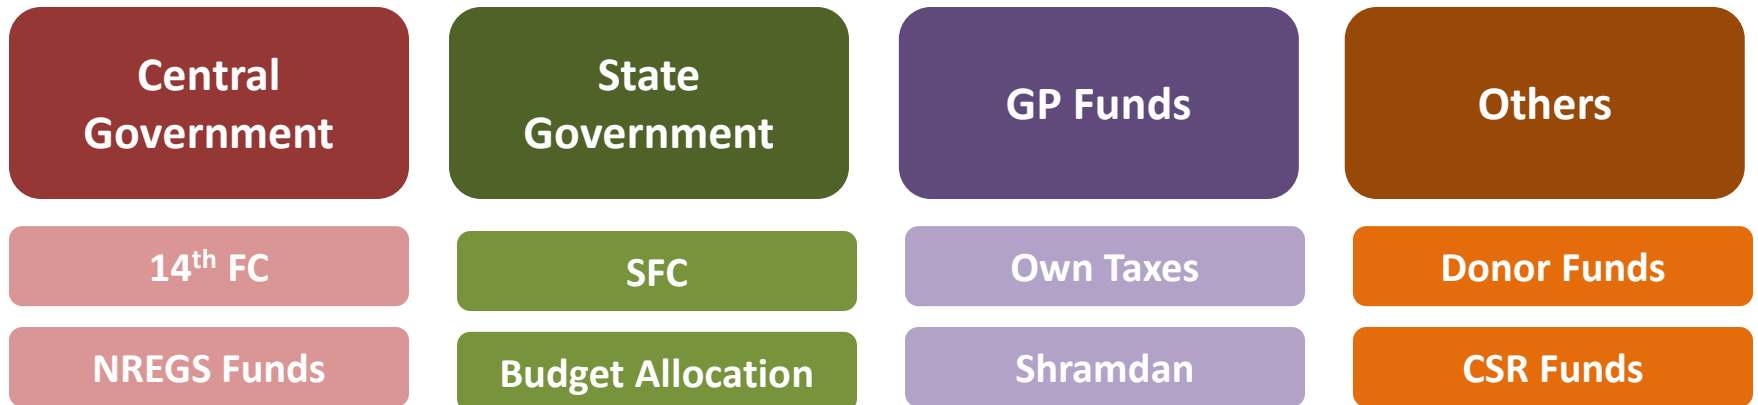 Central
Government
State
Government
GP Funds
Others
14th FC
SFC
Own Taxes
Donor Funds
NREGS Funds
Budget Allocation
Shramdan
CSR Funds